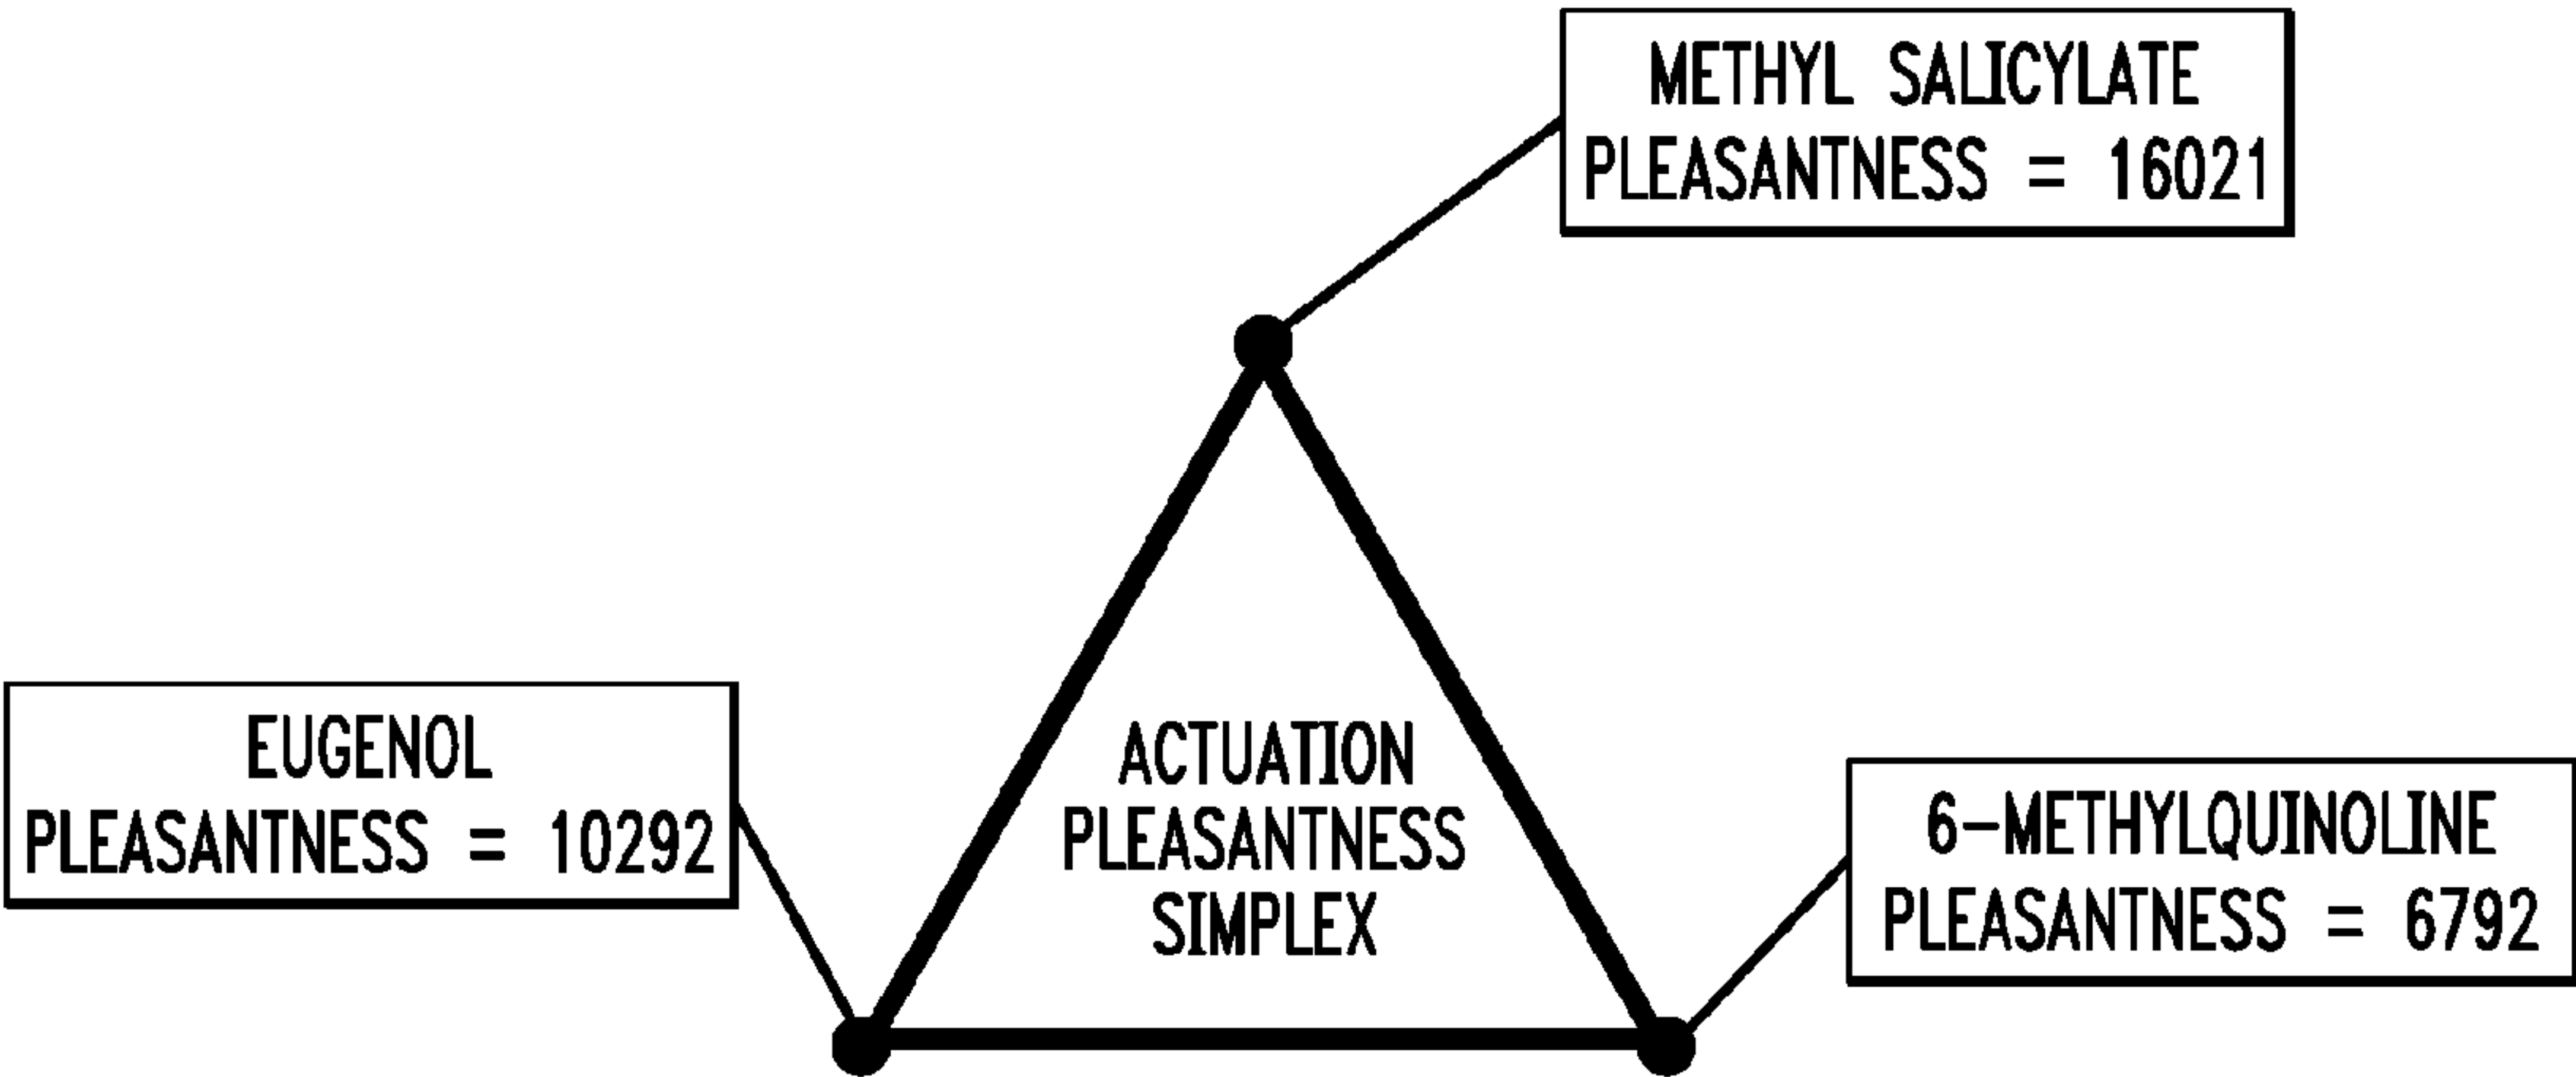 METHYL SALICYLATE
PLEASANTNESS = 16021
EUGENOL
PLEASANTNESS = 10292
ACTUATION
PLEASANTNESS
SIMPLEX
6-METHYLQUINOLINE
PLEASANTNESS = 6792